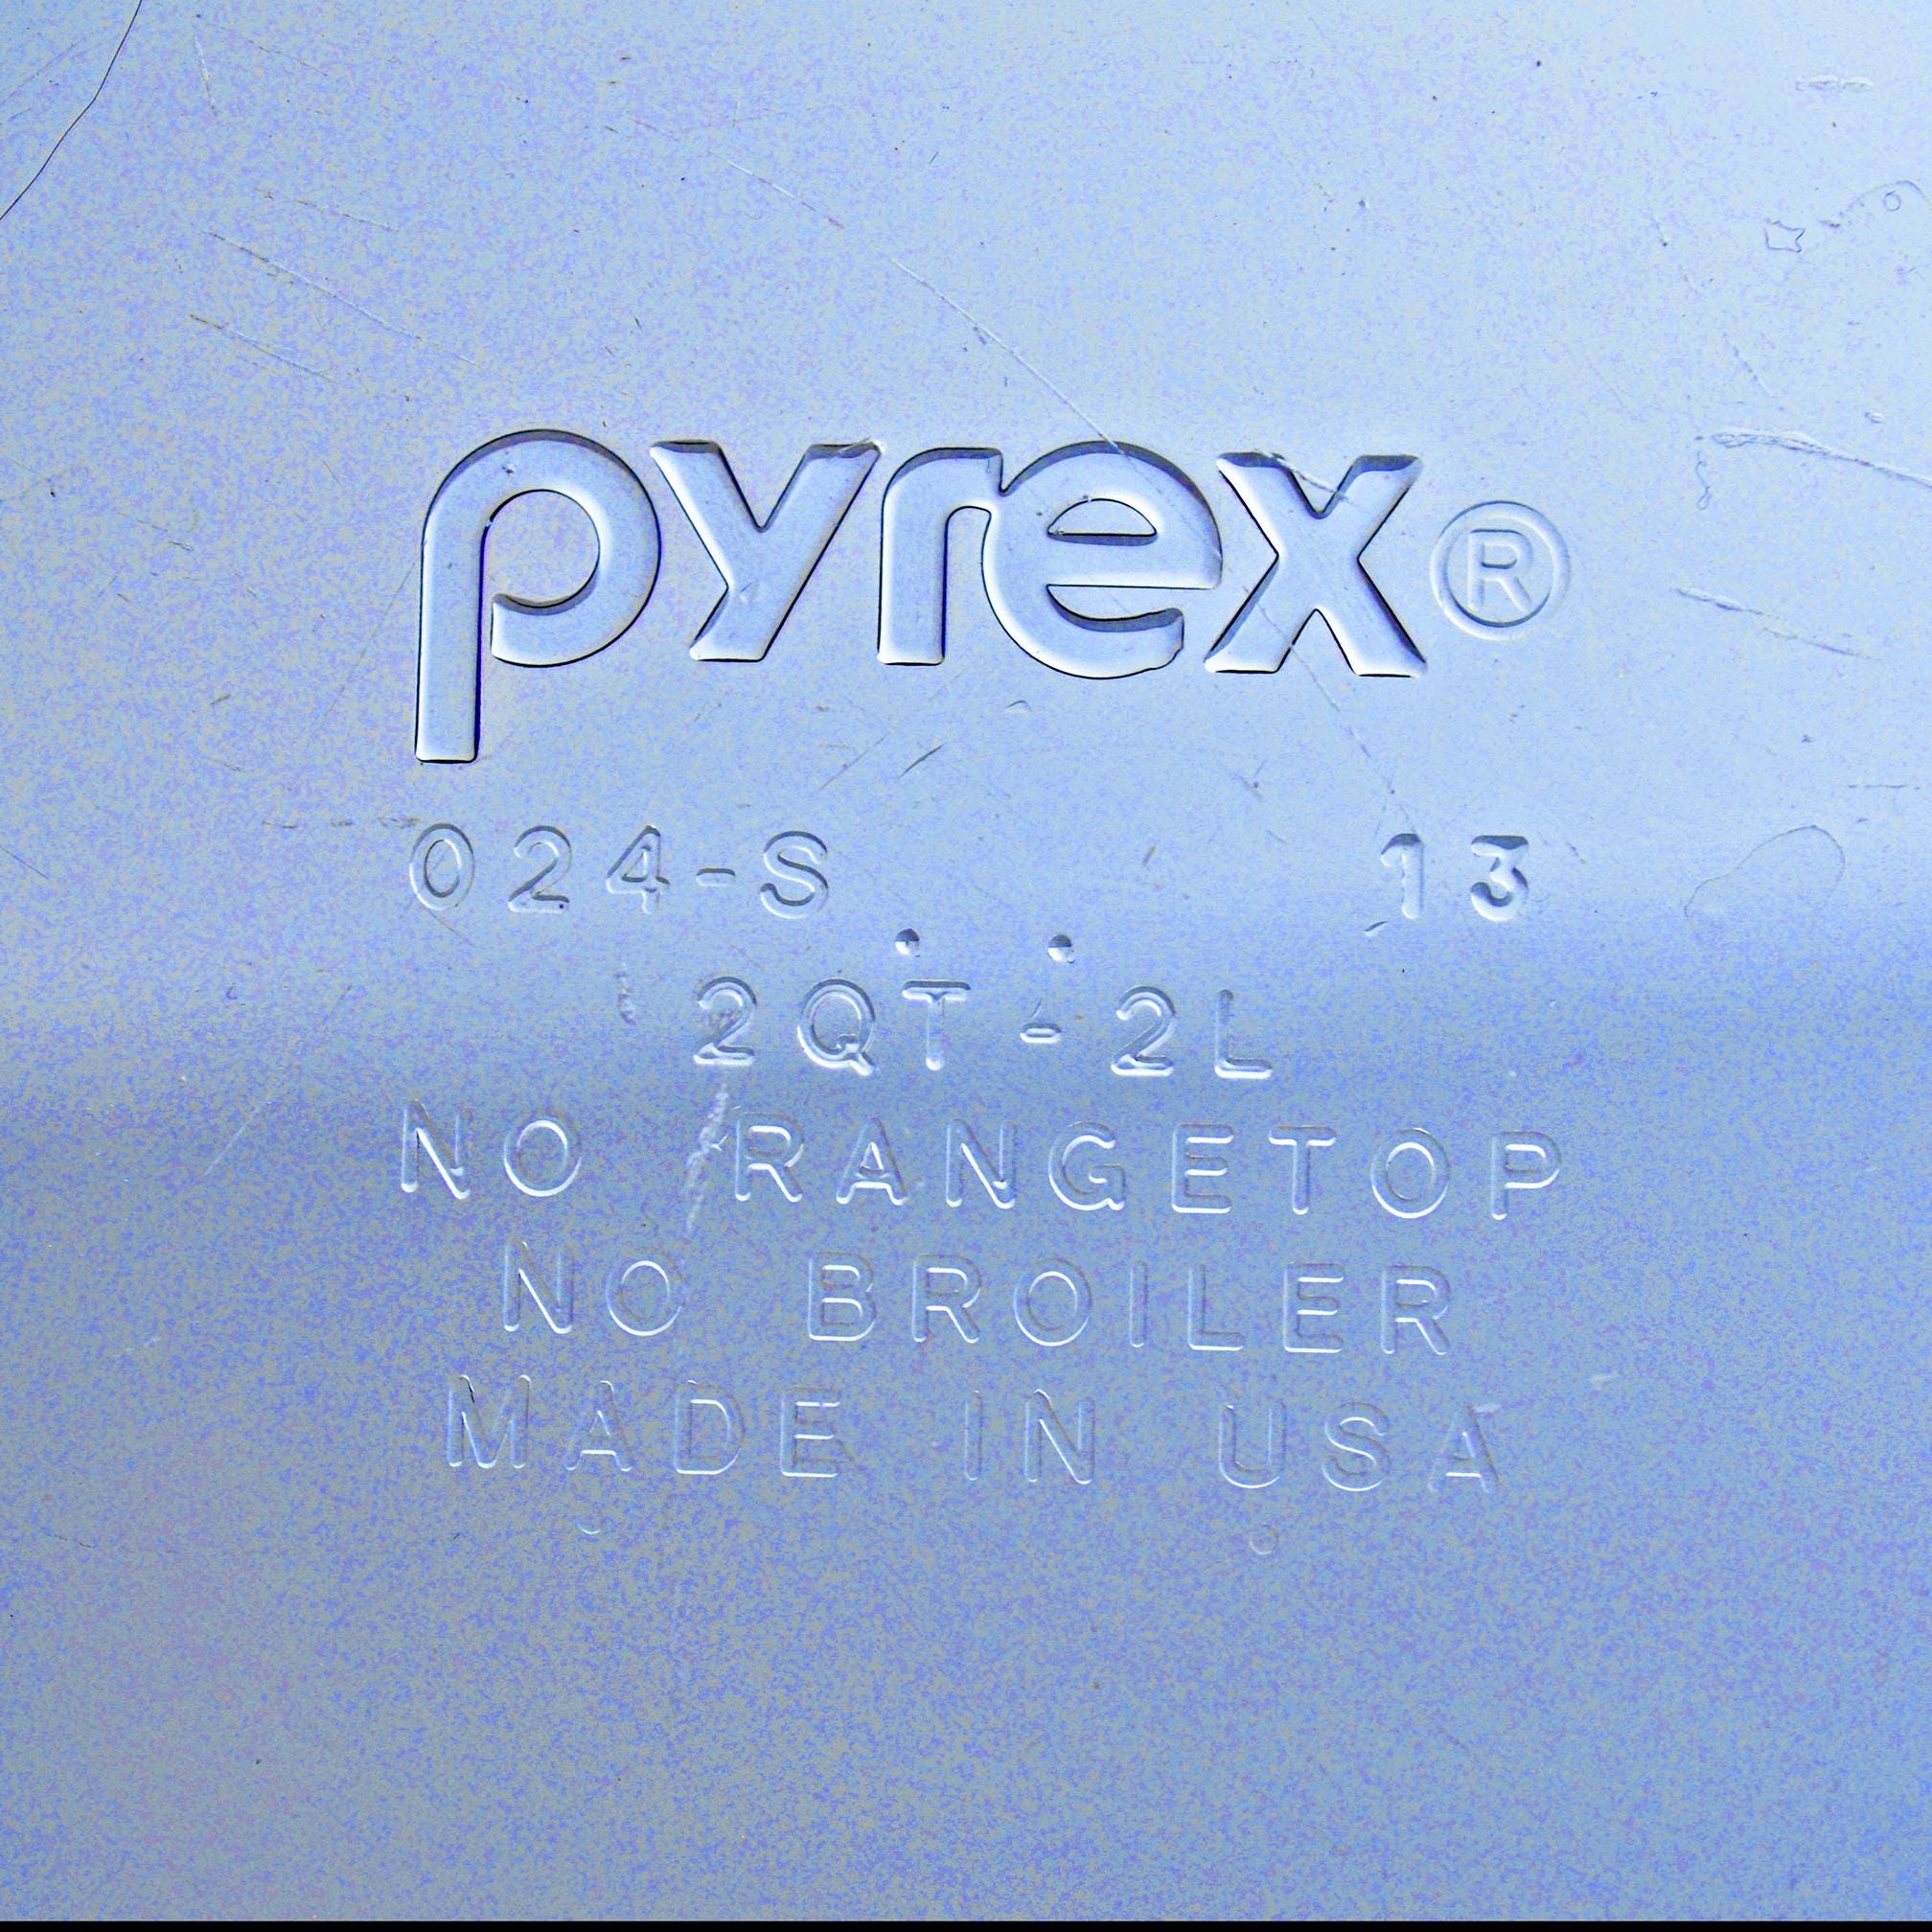 pyrex®
024-S 13
2QT-2L
NO RANGETOP
NO BROILER
MADE IN USA